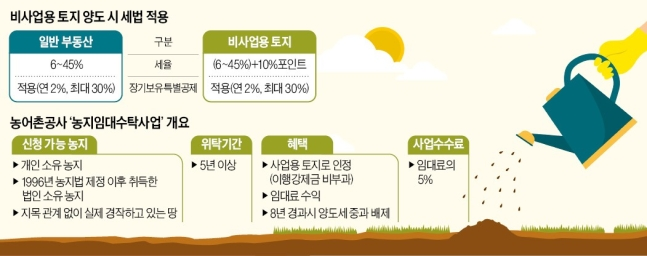 비사업용 토지 양도 시 세법 적용
일반 부동산 구분 비사업용 토지
6~45% 세율 (6~45%)+10%포인트
적용(연 2%, 최대 30%) 장기보유특별공제 적용(연 2%, 최대 30%)
농어촌공사 ‘농지임대수탁사업’ 개요
신청 가능 농지
▶개인 소유 농지
▶1996년 농지법 제정 이후 취득한
법인 소유 농지
▶지목 관계 없이 실제 경작하고 있는 땅
위탁기간
▶5년 이상
혜택
▶사업용 토지로 인정
(이행강제금 비부과)
▶임대료 수익
▶8년 경과시 양도세 중과 배제
사업수수료
▶임대료의
5%